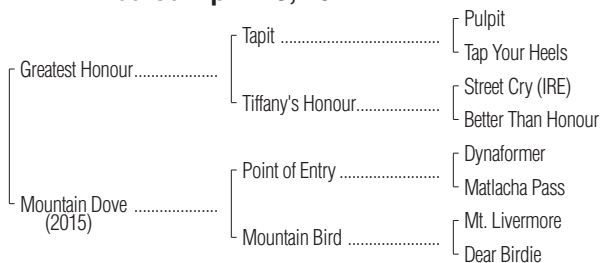 Pulpit
Tapit
Tap Your Heels
Greatest Honour
Street Cry (IRE)
Tiffany's Honour
Better Than Honour
Dynaformer
Point of Entry
Matlacha Pass
Mountain Dove
(2015)
Mt. Livermore
Mountain Bird
Dear Birdie